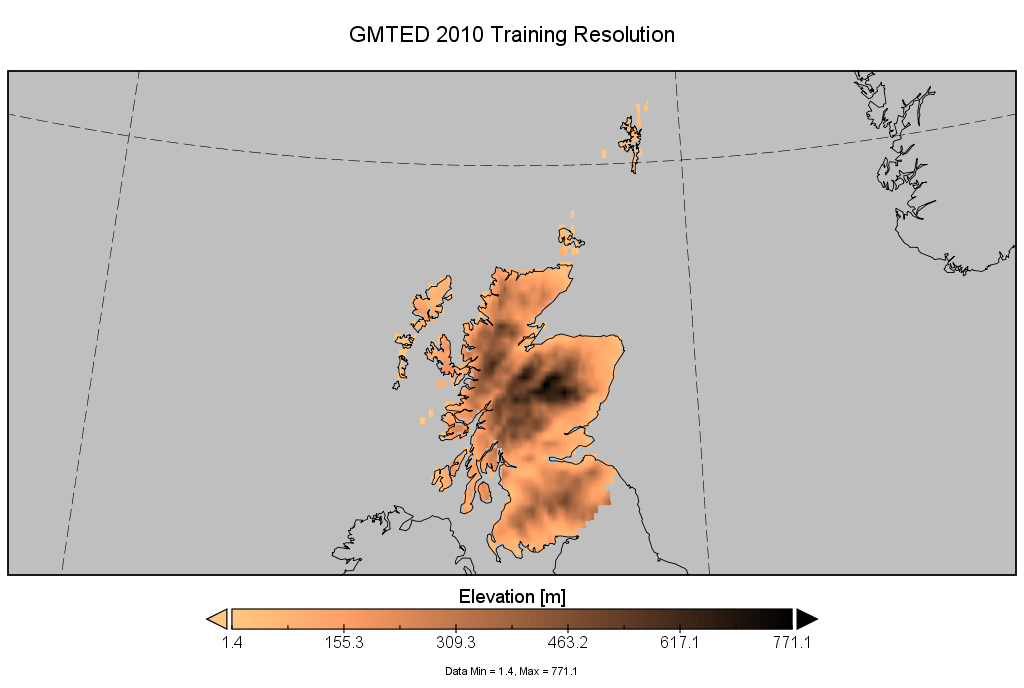 GMTED 2010 Training Resolution
Elevation [m]
1.4 155.3 309.3 463.2 617.1 771.1
Data Min = 1.4, Max = 771.1